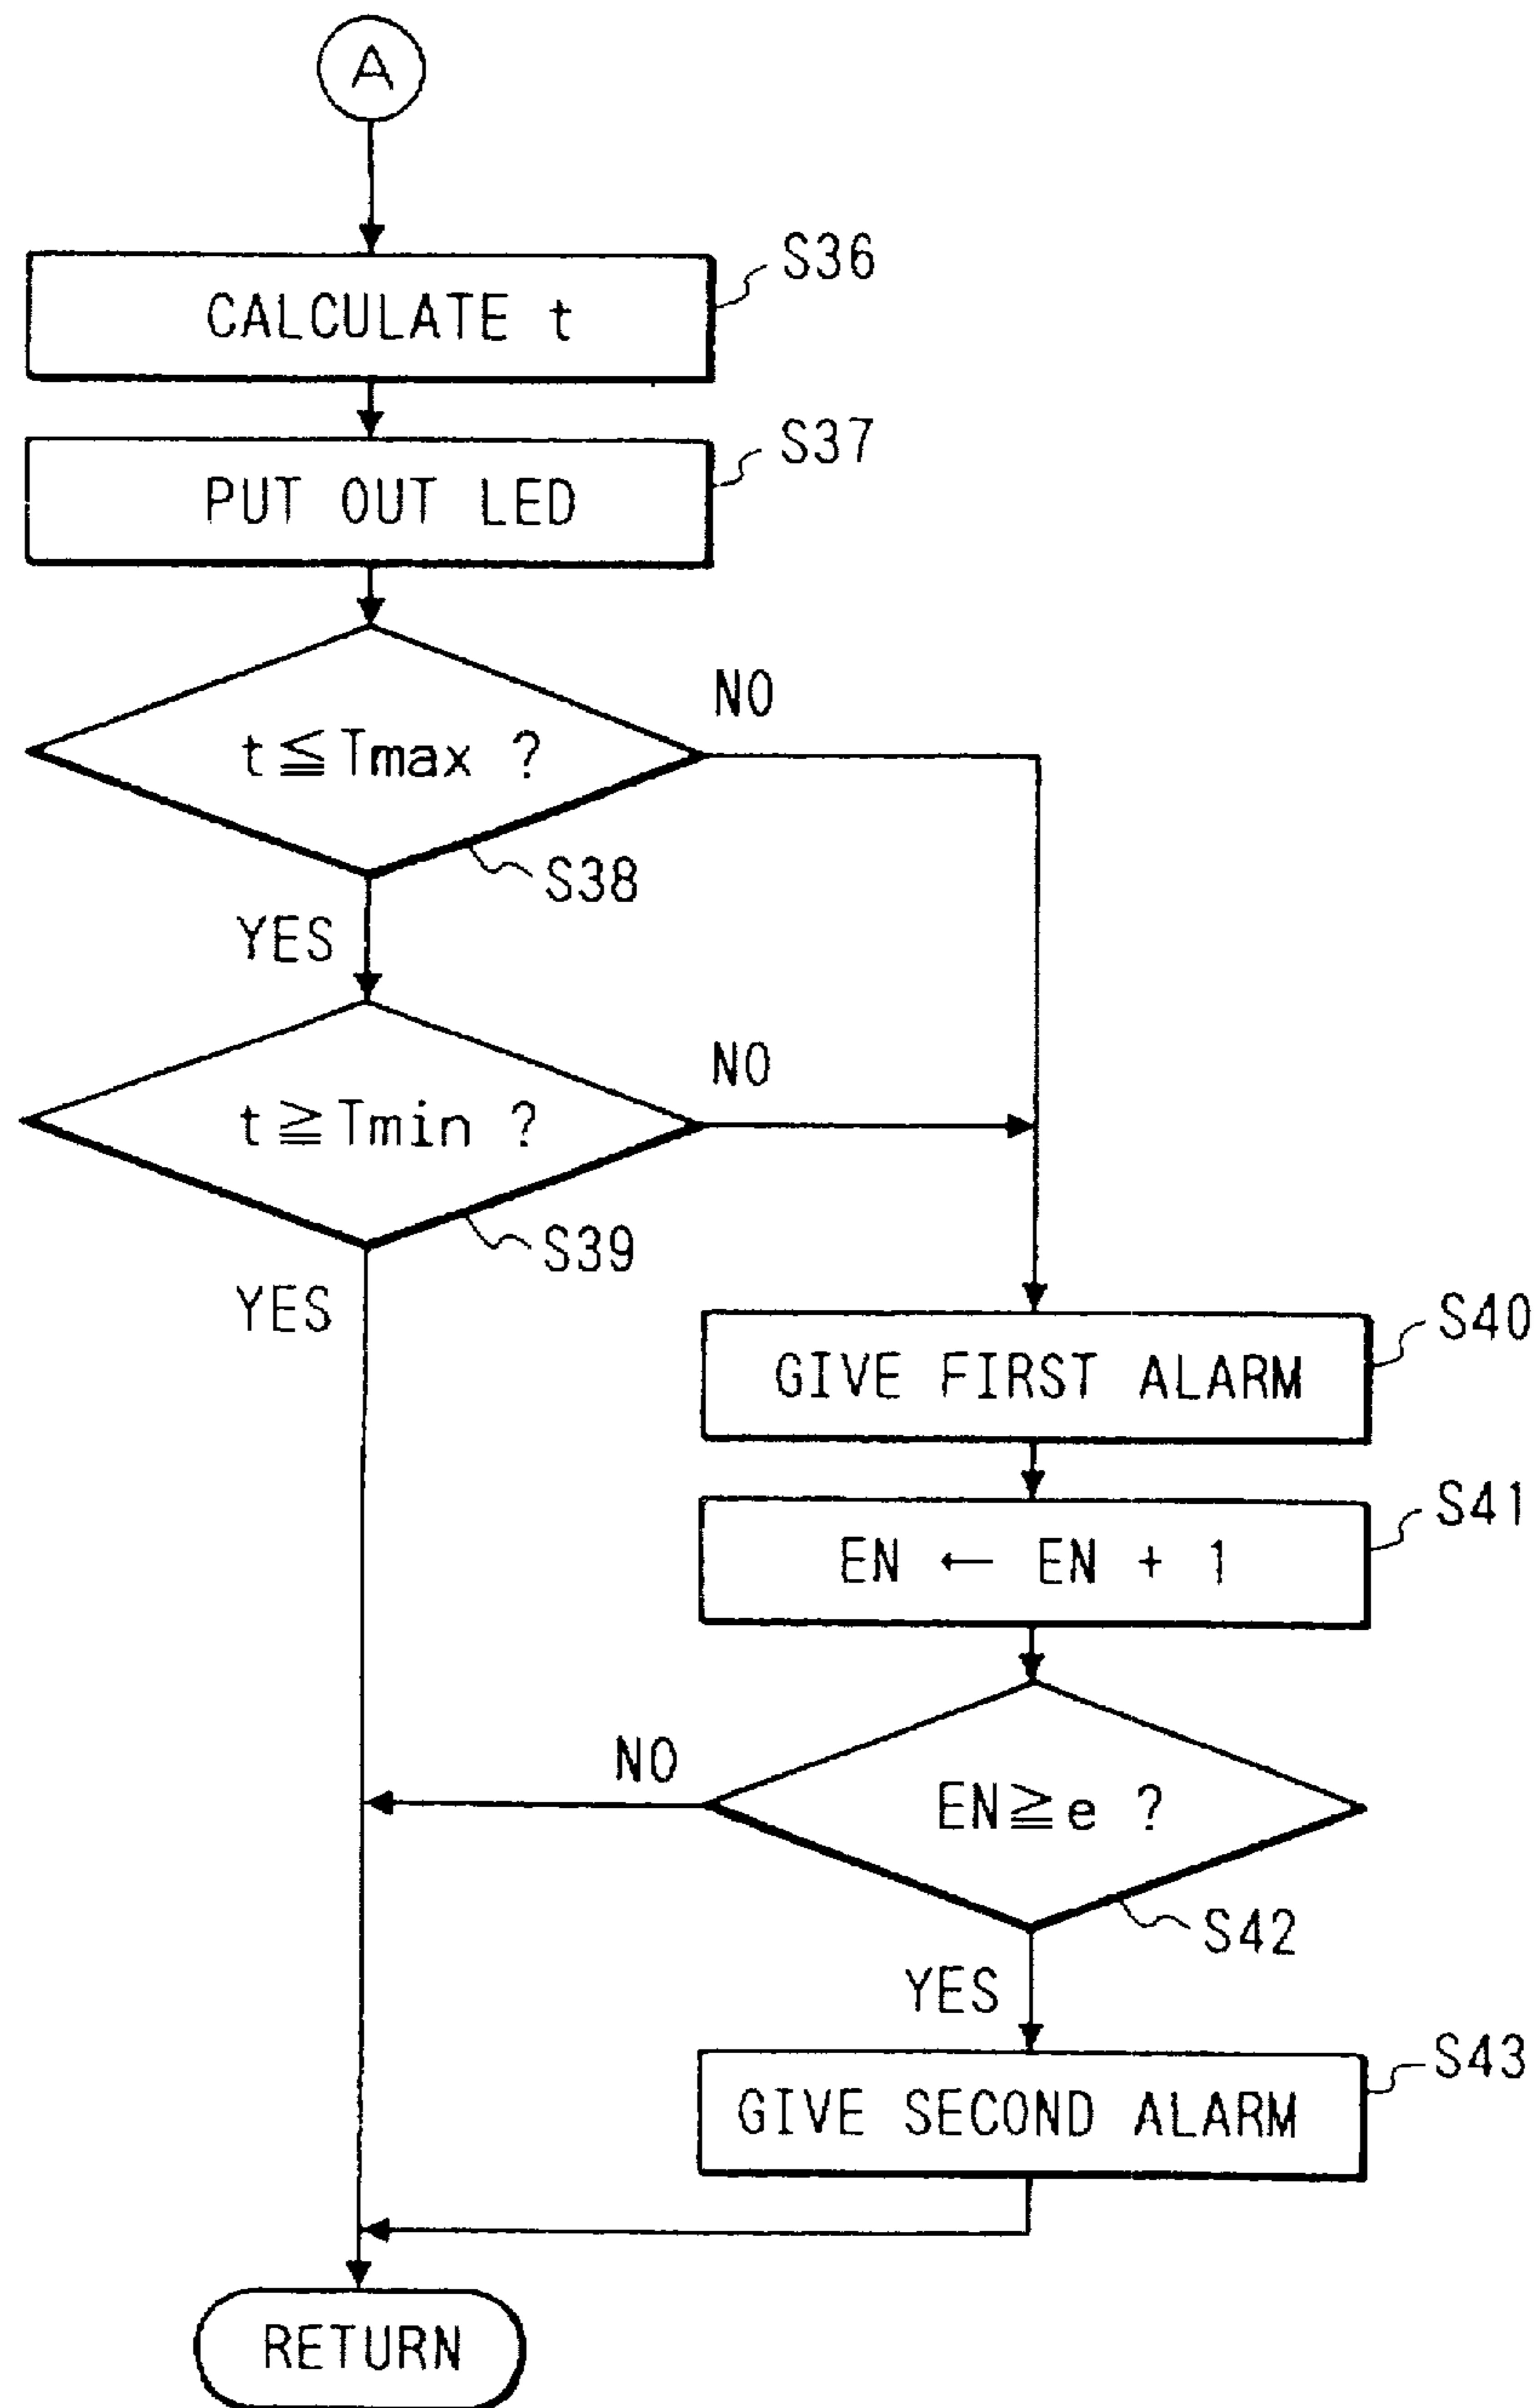 A
S36
CALCULATE t
S37
PUT OUT LED
NO
t≦Tmax ?
S38
YES
NO
t≧Tmin ?
S39
YES
S40
GIVE FIRST ALARM
S41
EN ← EN + 1
NO
EN≧e ?
S42
YES
S43
GIVE SECOND ALARM
RETURN